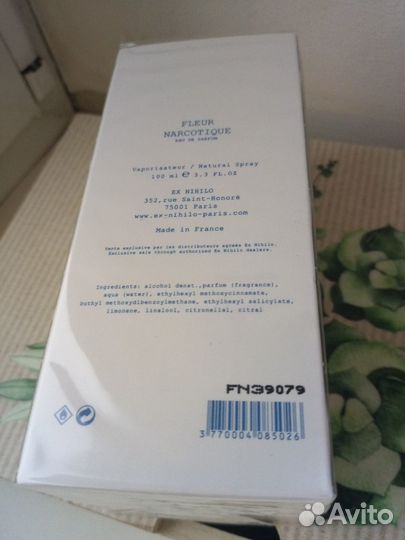 FLEUR
NARCOTIQUE
EAU DE PARFUM
Vaporisateur / Natural Spray
100 ml e 3.3 FL.OZ
EX NIHILO
352,rue Saint-Honoré
75001 Paris
www.ex-nihilo-paris.com
Made in France
Vente exclusive par les distributeurs agréés Ex Nihilo.
Exclusive sale through authorized Ex Nihilo dealers.
Ingredients: alcohol denat.,parfum (fragrance),
aqua (water), ethylhexyl methoxycinnamate,
buthyl methoxydibenzoylmethane, ethylhexyl salicylate,
limonene, linalool, citronellal, citral
FN39079
3 770004 085026
Avito